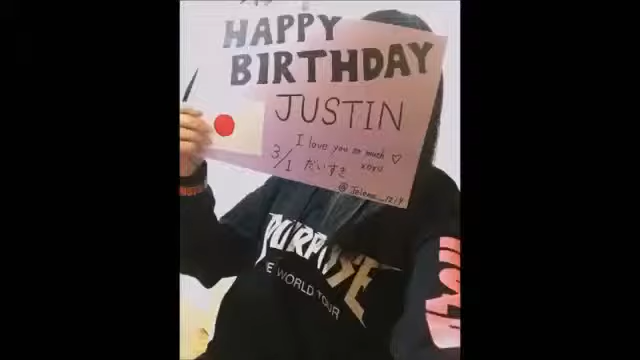 HAPPY
BIRTHDAY
JUSTIN
I love you so much ♡
xoxo
3/1 だいすき
PURPOSE
THE WORLD TOUR